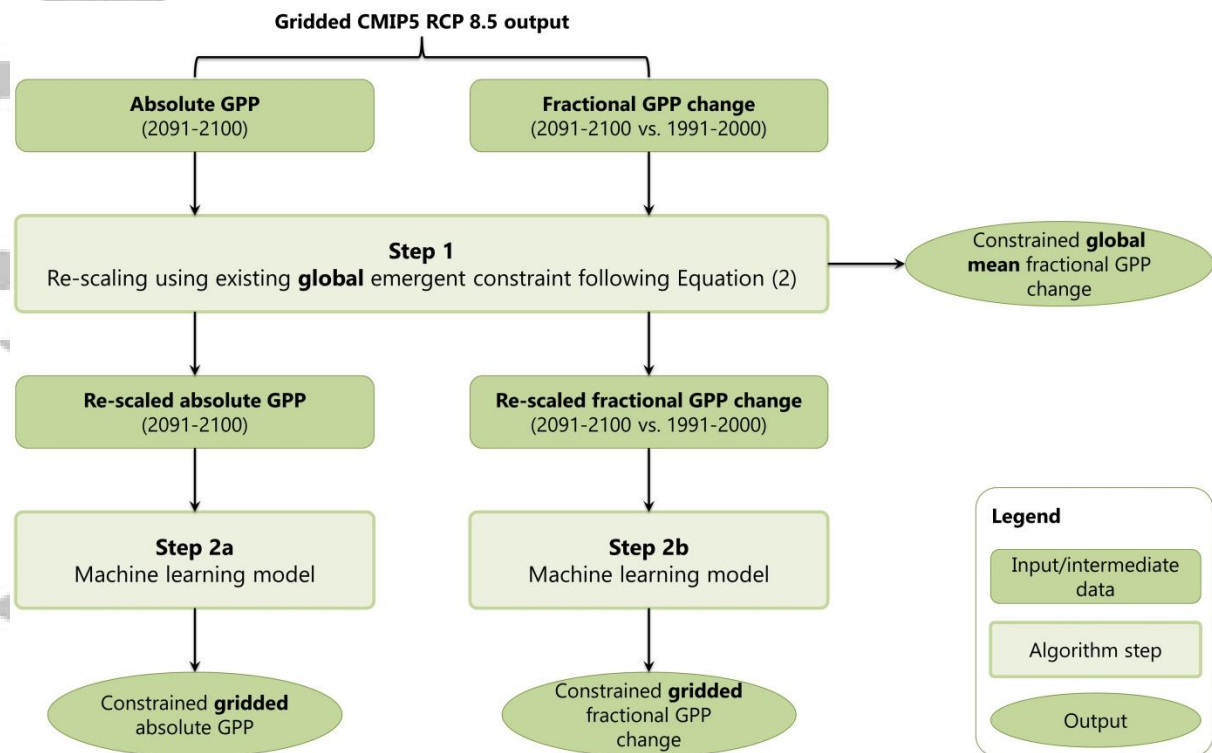 Gridded CMIP5 RCP 8.5 output
Absolute GPP
(2091-2100)
Fractional GPP change
(2091-2100 vs. 1991-2000)
Step 1
Re-scaling using existing global emergent constraint following Equation (2)
Constrained global
mean fractional GPP
change
Re-scaled absolute GPP
(2091-2100)
Re-scaled fractional GPP change
(2091-2100 vs. 1991-2000)
Step 2a
Machine learning model
Step 2b
Machine learning model
Constrained gridded
absolute GPP
Constrained gridded
fractional GPP
change
Legend
Input/intermediate
data
Algorithm step
Output